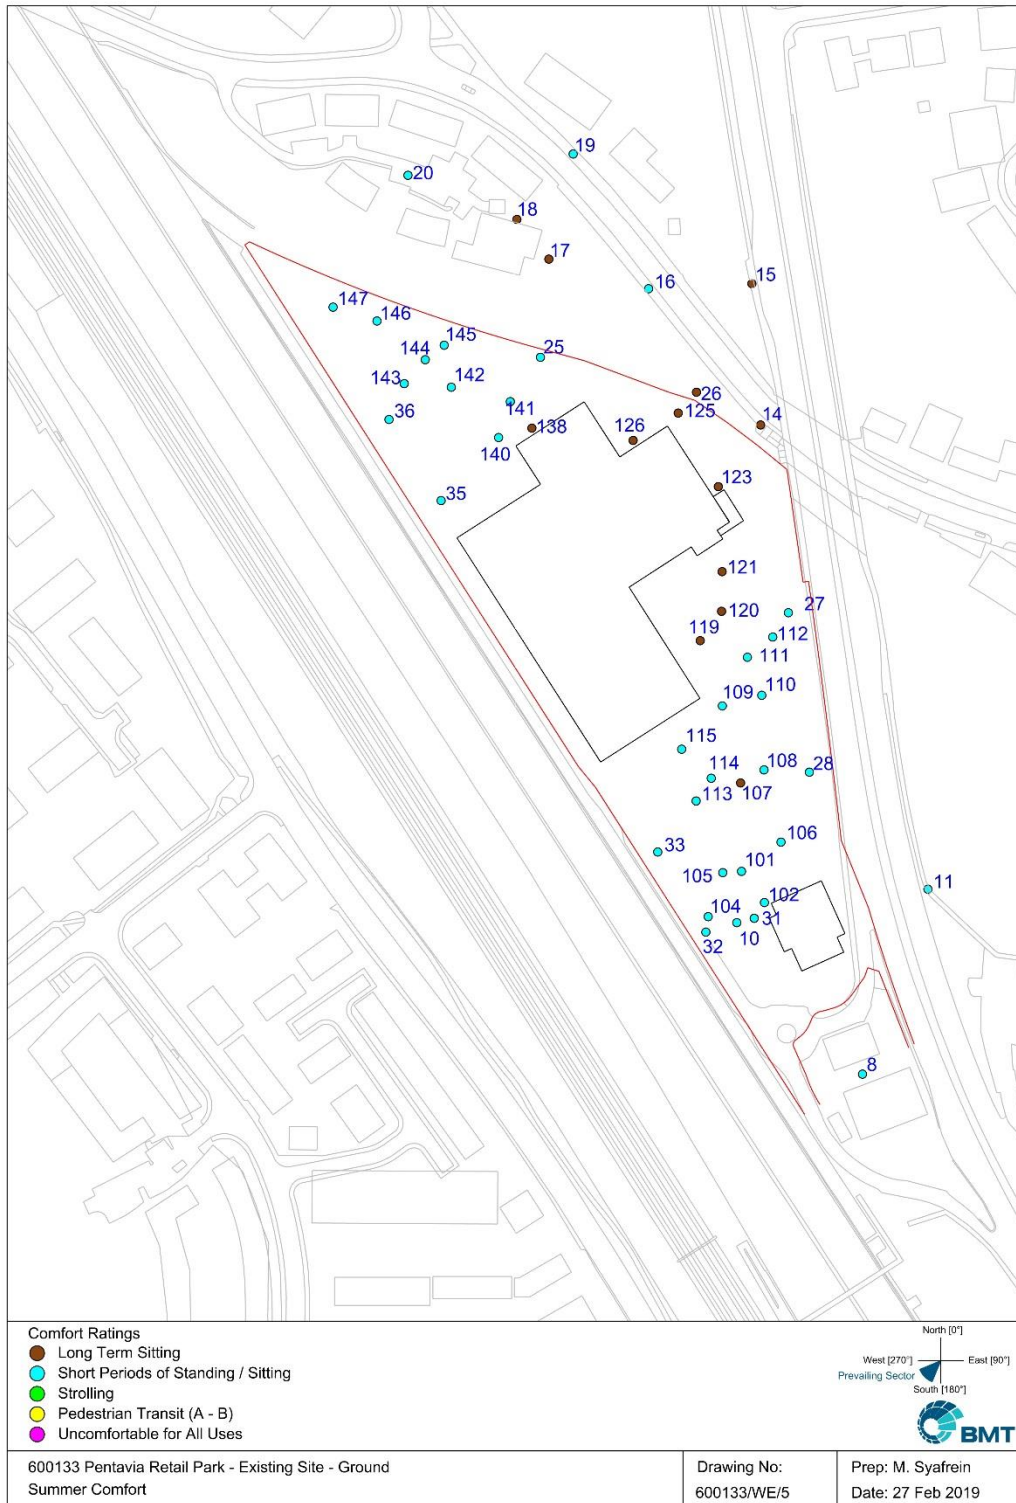 19
20
18
17
15
16
147
146
145
144
25
143
142
36
26
141
125
14
138
126
140
123
35
121
120
27
119
112
111
110
109
115
108
28
114
107
113
106
33
101
105
11
102
104
31
10
32
8
Comfort Ratings
Long Term Sitting
Short Periods of Standing / Sitting
Strolling
Pedestrian Transit (A - B)
Uncomfortable for All Uses
North [0°]
West [270°]
East [90°]
Prevailing Sector
South [180°]
BMT
600133 Pentavia Retail Park - Existing Site - Ground
Summer Comfort
Drawing No:
600133/WE/5
Prep: M. Syafrein
Date: 27 Feb 2019